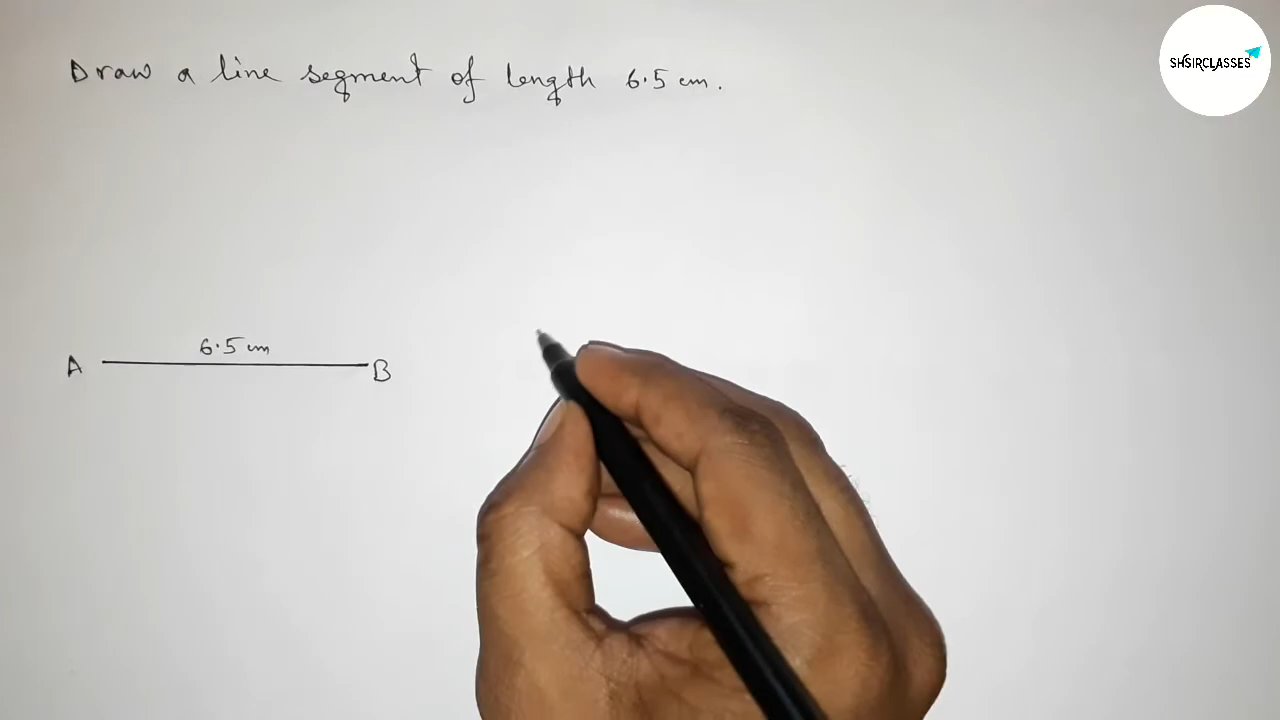 Draw a line segment of length 6.5 cm.
SHSIRCLASSES
6.5 cm
A
B